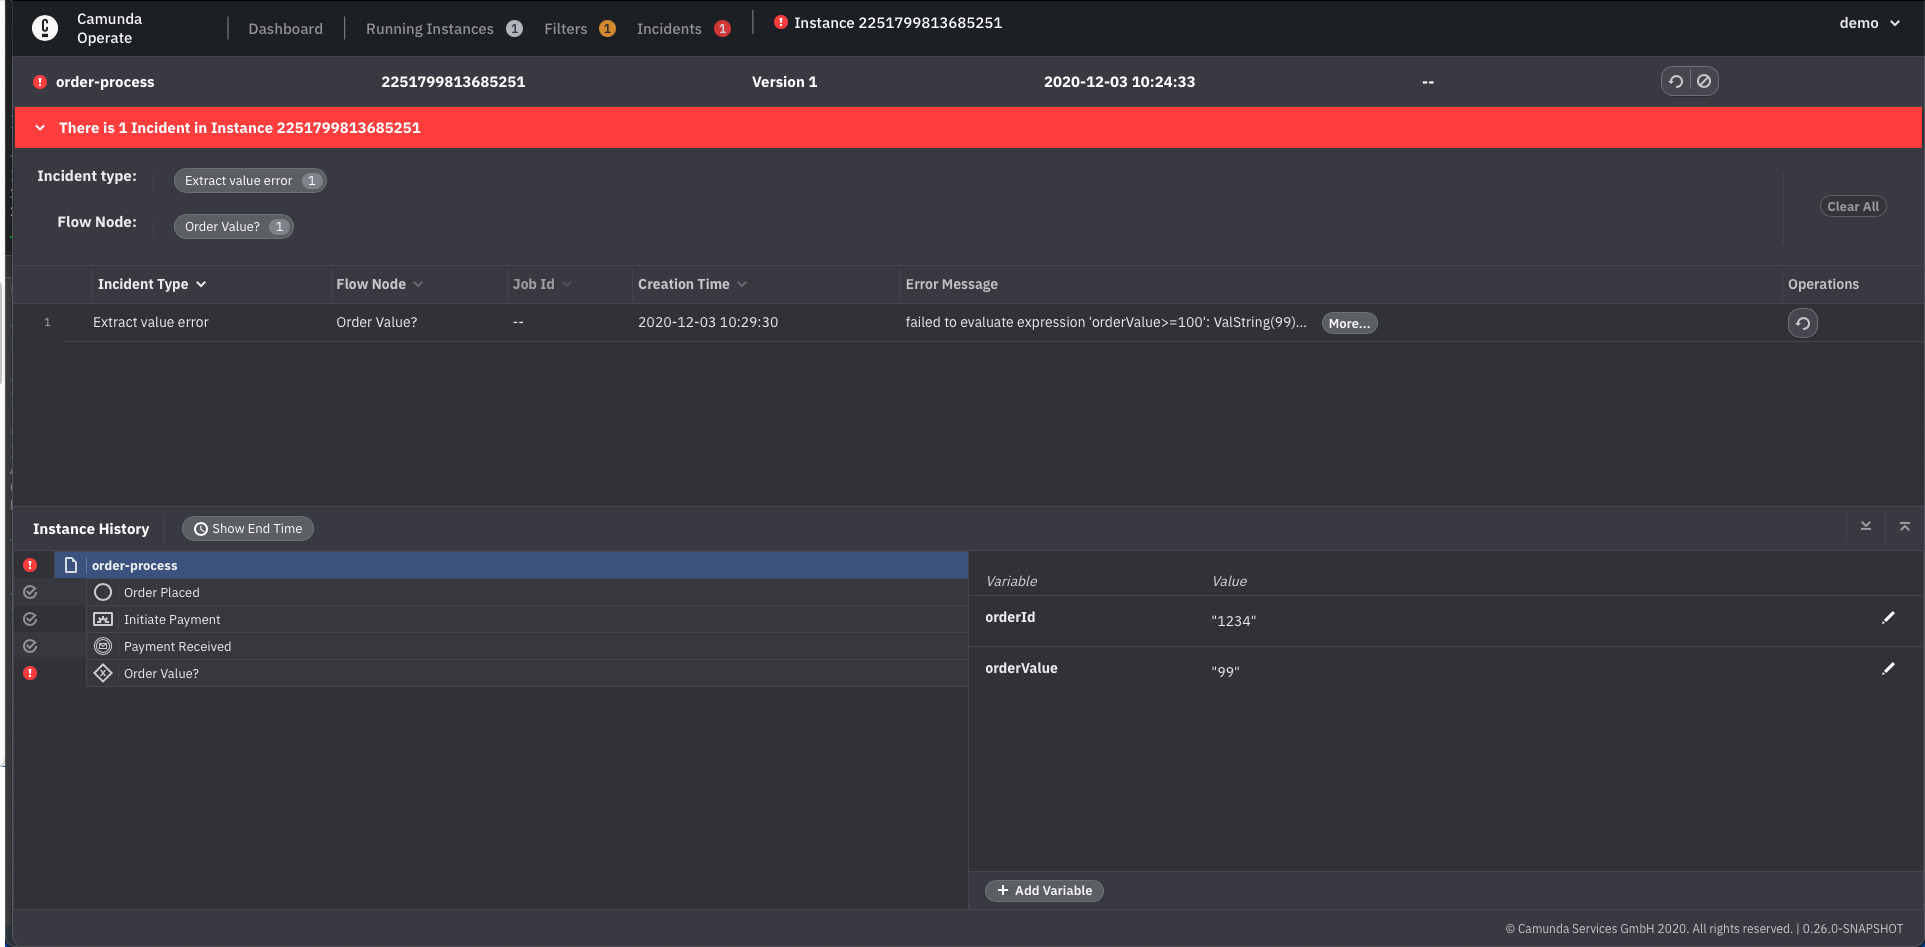 Camunda
Operate
Dashboard
Running Instances 1
Filters 1
Incidents 1
Instance 2251799813685251
demo
order-process 2251799813685251 Version 1 2020-12-03 10:24:33 --
There is 1 Incident in Instance 2251799813685251
Incident type: Extract value error 1
Flow Node: Order Value? 1
Clear All
Incident Type Flow Node Job Id Creation Time Error Message Operations
1 Extract value error Order Value? -- 2020-12-03 10:29:30 failed to evaluate expression 'orderValue>=100': ValString(99)... More...
Instance History Show End Time
order-process
Order Placed
Initiate Payment
Payment Received
Order Value?
Variable Value
orderId "1234"
orderValue "99"
+ Add Variable
© Camunda Services GmbH 2020. All rights reserved. | 0.26.0-SNAPSHOT